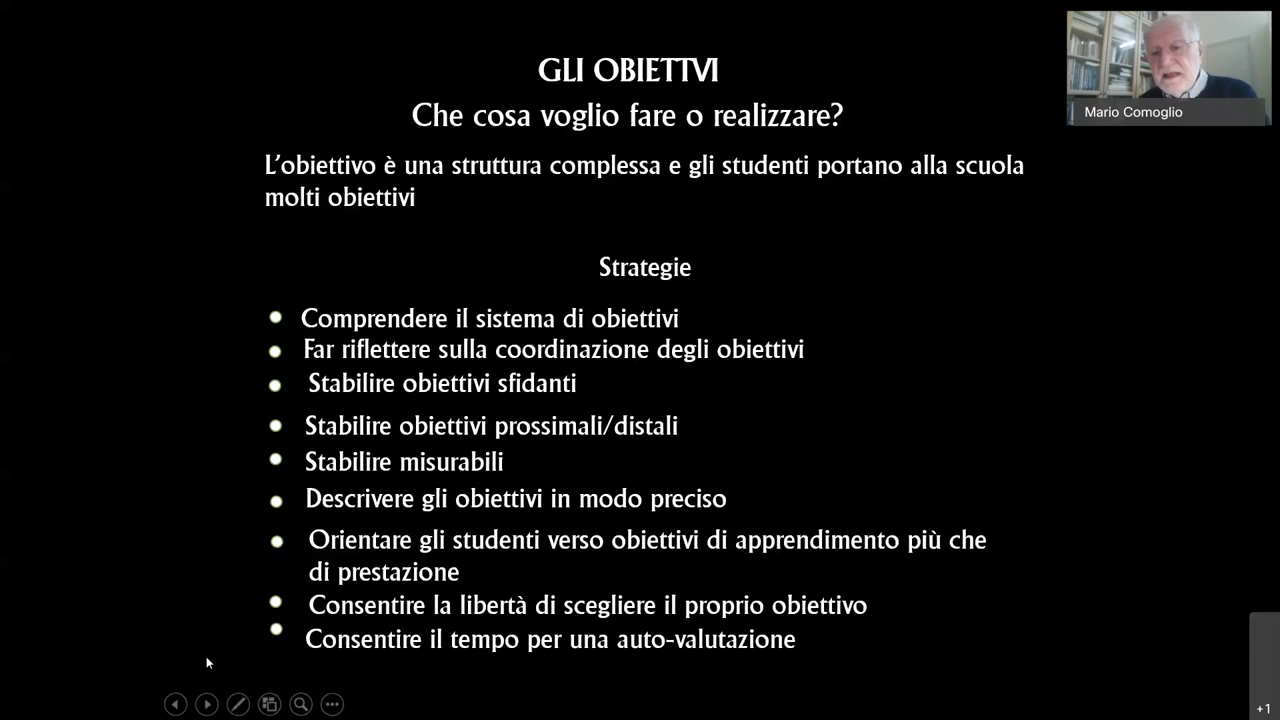 GLI OBIETTVI
Che cosa voglio fare o realizzare?
Mario Comoglio
L'obiettivo è una struttura complessa e gli studenti portano alla scuola
molti obiettivi
Strategie
Comprendere il sistema di obiettivi
Far riflettere sulla coordinazione degli obiettivi
Stabilire obiettivi sfidanti
Stabilire obiettivi prossimali/distali
Stabilire misurabili
Descrivere gli obiettivi in modo preciso
Orientare gli studenti verso obiettivi di apprendimento più che
di prestazione
Consentire la libertà di scegliere il proprio obiettivo
Consentire il tempo per una auto-valutazione
+1